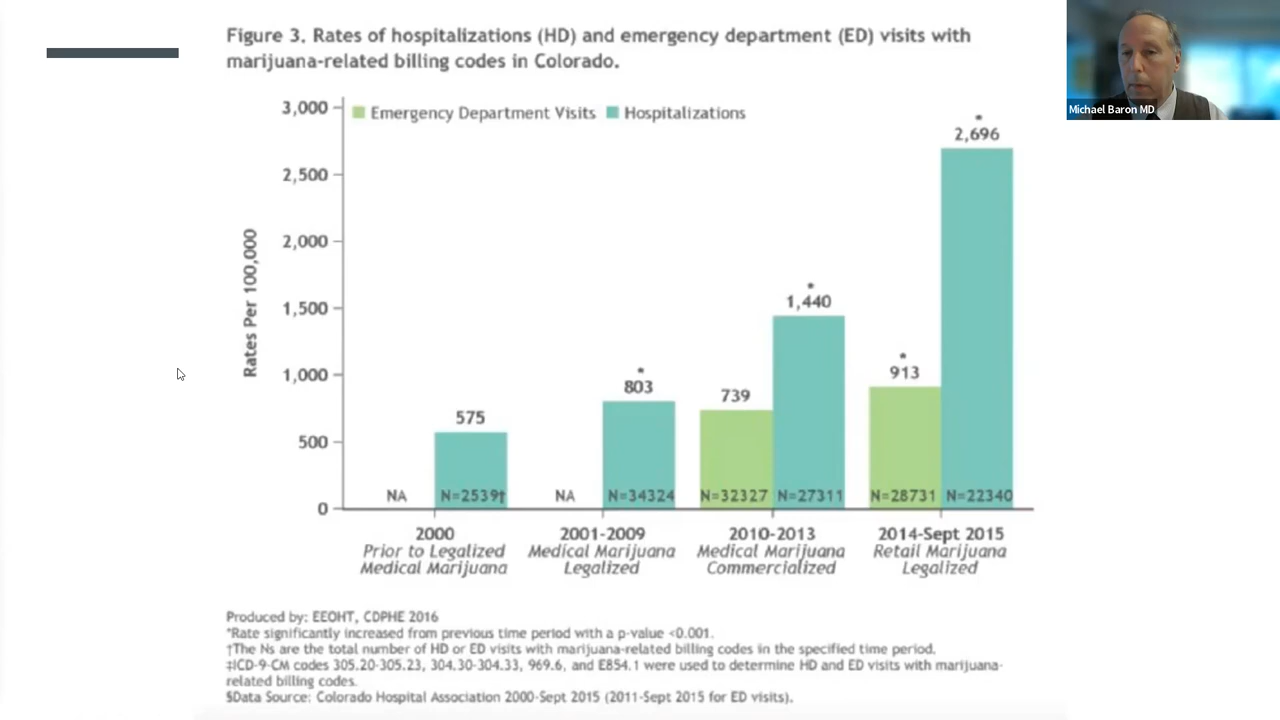 Figure 3. Rates of hospitalizations (HD) and emergency department (ED) visits with
marijuana-related billing codes in Colorado.
Michael Baron MD
Emergency Department Visits
Hospitalizations
Rates Per 100,000
3,000
2,500
2,000
1,500
1,000
500
0
NA
575
N=2539†
NA
*
803
N=34324
739
N=32327
*
1,440
N=27311
*
913
N=28731
*
2,696
N=22340
2000
Prior to Legalized
Medical Marijuana
2001-2009
Medical Marijuana
Legalized
2010-2013
Medical Marijuana
Commercialized
2014-Sept 2015
Retail Marijuana
Legalized
Produced by: EEOHT, CDPHE 2016
*Rate significantly increased from previous time period with a p-value <0.001.
†The Ns are the total number of HD or ED visits with marijuana-related billing codes in the specified time period.
‡ICD-9-CM codes 305.20-305.23, 304.30-304.33, 969.6, and E854.1 were used to determine HD and ED visits with marijuana-
related billing codes.
§Data Source: Colorado Hospital Association 2000-Sept 2015 (2011-Sept 2015 for ED visits).